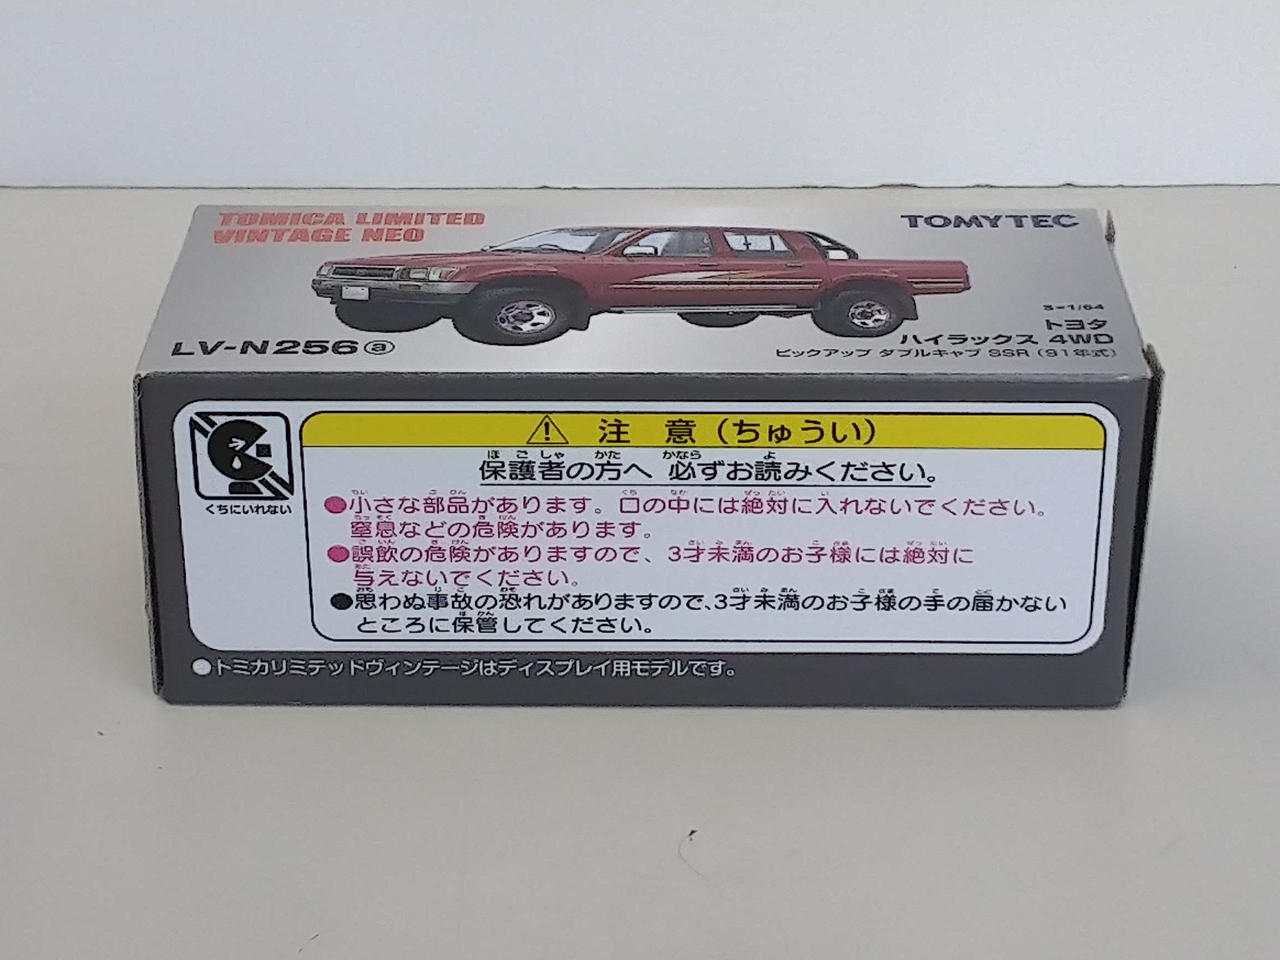 TOMICA LIMITED
VINTAGE NEO
TOMYTEC
LV-N256ⓐ
S=1/64
トヨタ
ハイラックス 4WD
ピックアップ ダブルキャブ SSR(91年式)
くちにいれない
注 意(ちゅうい)
保護者の方へ 必ずお読みください。
●小さな部品があります。口の中には絶対に入れないでください。
窒息などの危険があります。
●誤飲の危険がありますので、3才未満のお子様には絶対に
与えないでください。
●思わぬ事故の恐れがありますので、3才未満のお子様の手の届かない
ところに保管してください。
●トミカリミテッドヴィンテージはディスプレイ用モデルです。